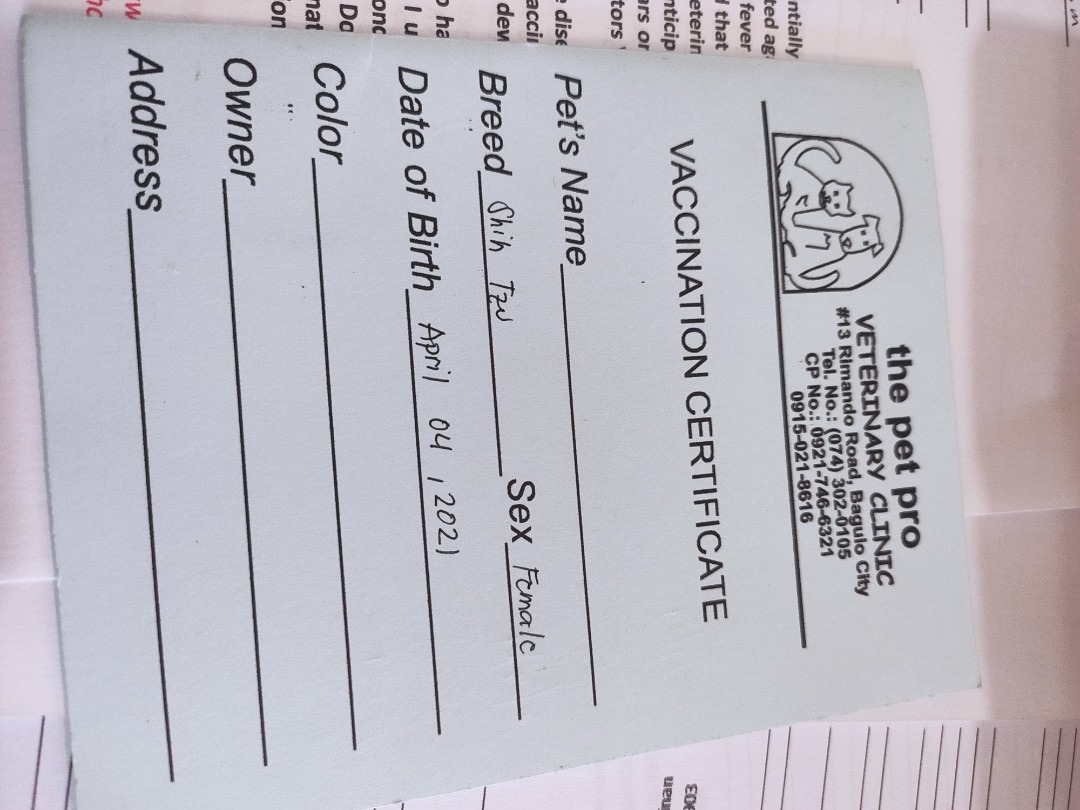 the pet pro
VETERINARY CLINIC
#13 Rimando Road, Baguio City
Tel. No.: (074) 302-0105
CP No.: 0921-746-6321
0915-021-8616
VACCINATION CERTIFICATE
Pet's Name
Breed Shih Tzu Sex Female
Date of Birth April 04, 2021
Color
Owner
Address